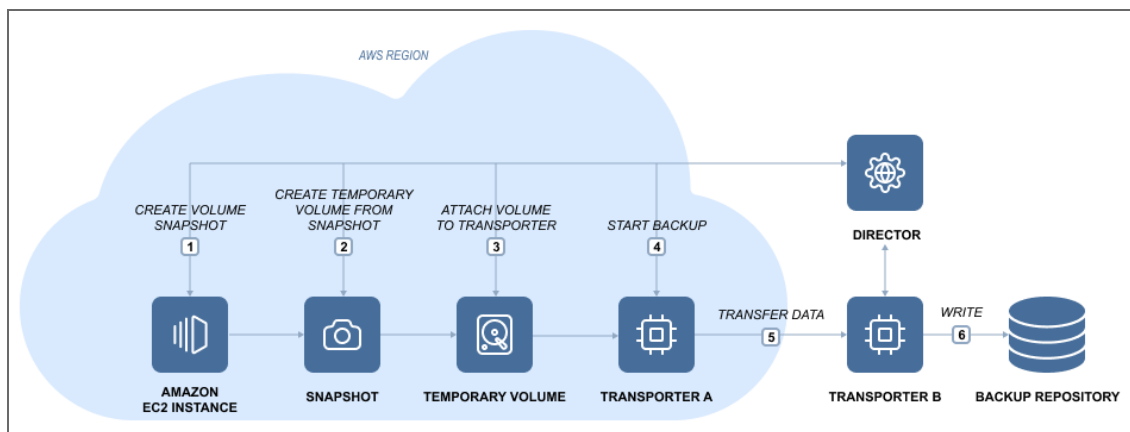 AWS REGION
CREATE VOLUME
SNAPSHOT
1
CREATE TEMPORARY
VOLUME FROM
SNAPSHOT
2
ATTACH VOLUME
TO TRANSPORTER
3
START BACKUP
4
DIRECTOR
TRANSFER DATA
5
WRITE
6
AMAZON
EC2 INSTANCE
SNAPSHOT
TEMPORARY VOLUME
TRANSPORTER A
TRANSPORTER B
BACKUP REPOSITORY